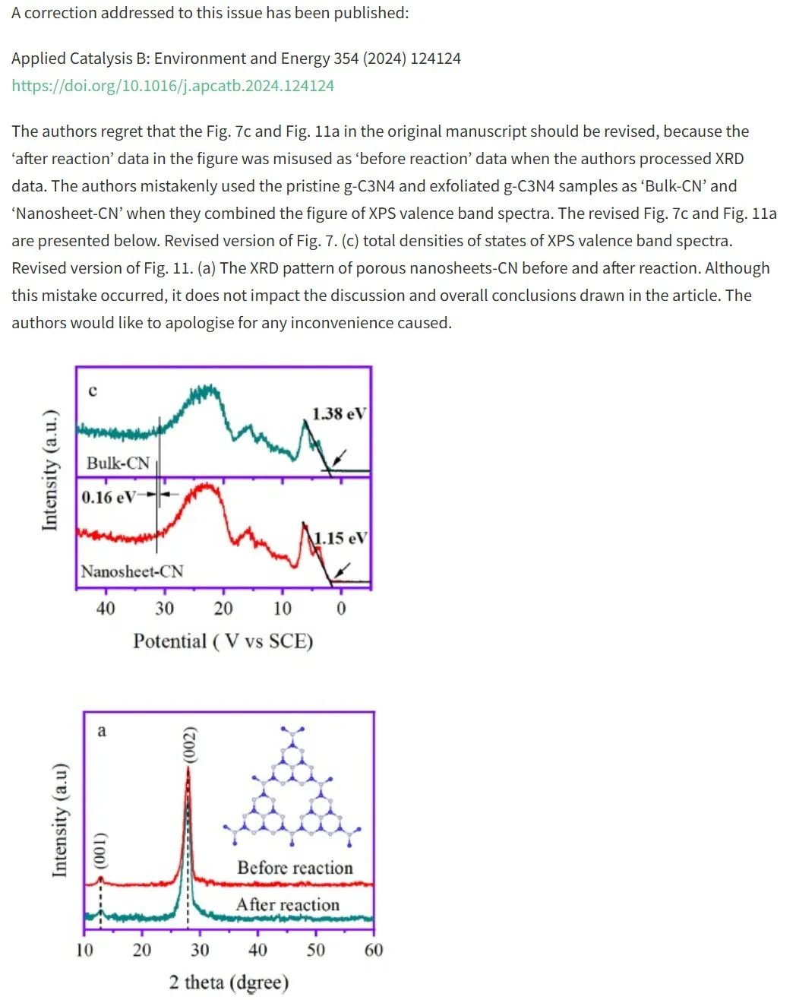 A correction addressed to this issue has been published:
Applied Catalysis B: Environment and Energy 354 (2024) 124124
https://doi.org/10.1016/j.apcatb.2024.124124
The authors regret that the Fig. 7c and Fig. 11a in the original manuscript should be revised, because the
‘after reaction’ data in the figure was misused as ‘before reaction’ data when the authors processed XRD
data. The authors mistakenly used the pristine g-C3N4 and exfoliated g-C3N4 samples as ‘Bulk-CN’ and
‘Nanosheet-CN’ when they combined the figure of XPS valence band spectra. The revised Fig. 7c and Fig. 11a
are presented below. Revised version of Fig. 7. (c) total densities of states of XPS valence band spectra.
Revised version of Fig. 11. (a) The XRD pattern of porous nanosheets-CN before and after reaction. Although
this mistake occurred, it does not impact the discussion and overall conclusions drawn in the article. The
authors would like to apologise for any inconvenience caused.
c
1.38 eV
Bulk-CN
0.16 eV
1.15 eV
Nanosheet-CN
Intensity (a.u.)
40 30 20 10 0
Potential ( V vs SCE)
a
(002)
(001)
Before reaction
After reaction
Intensity (a.u)
10 20 30 40 50 60
2 theta (dgree)